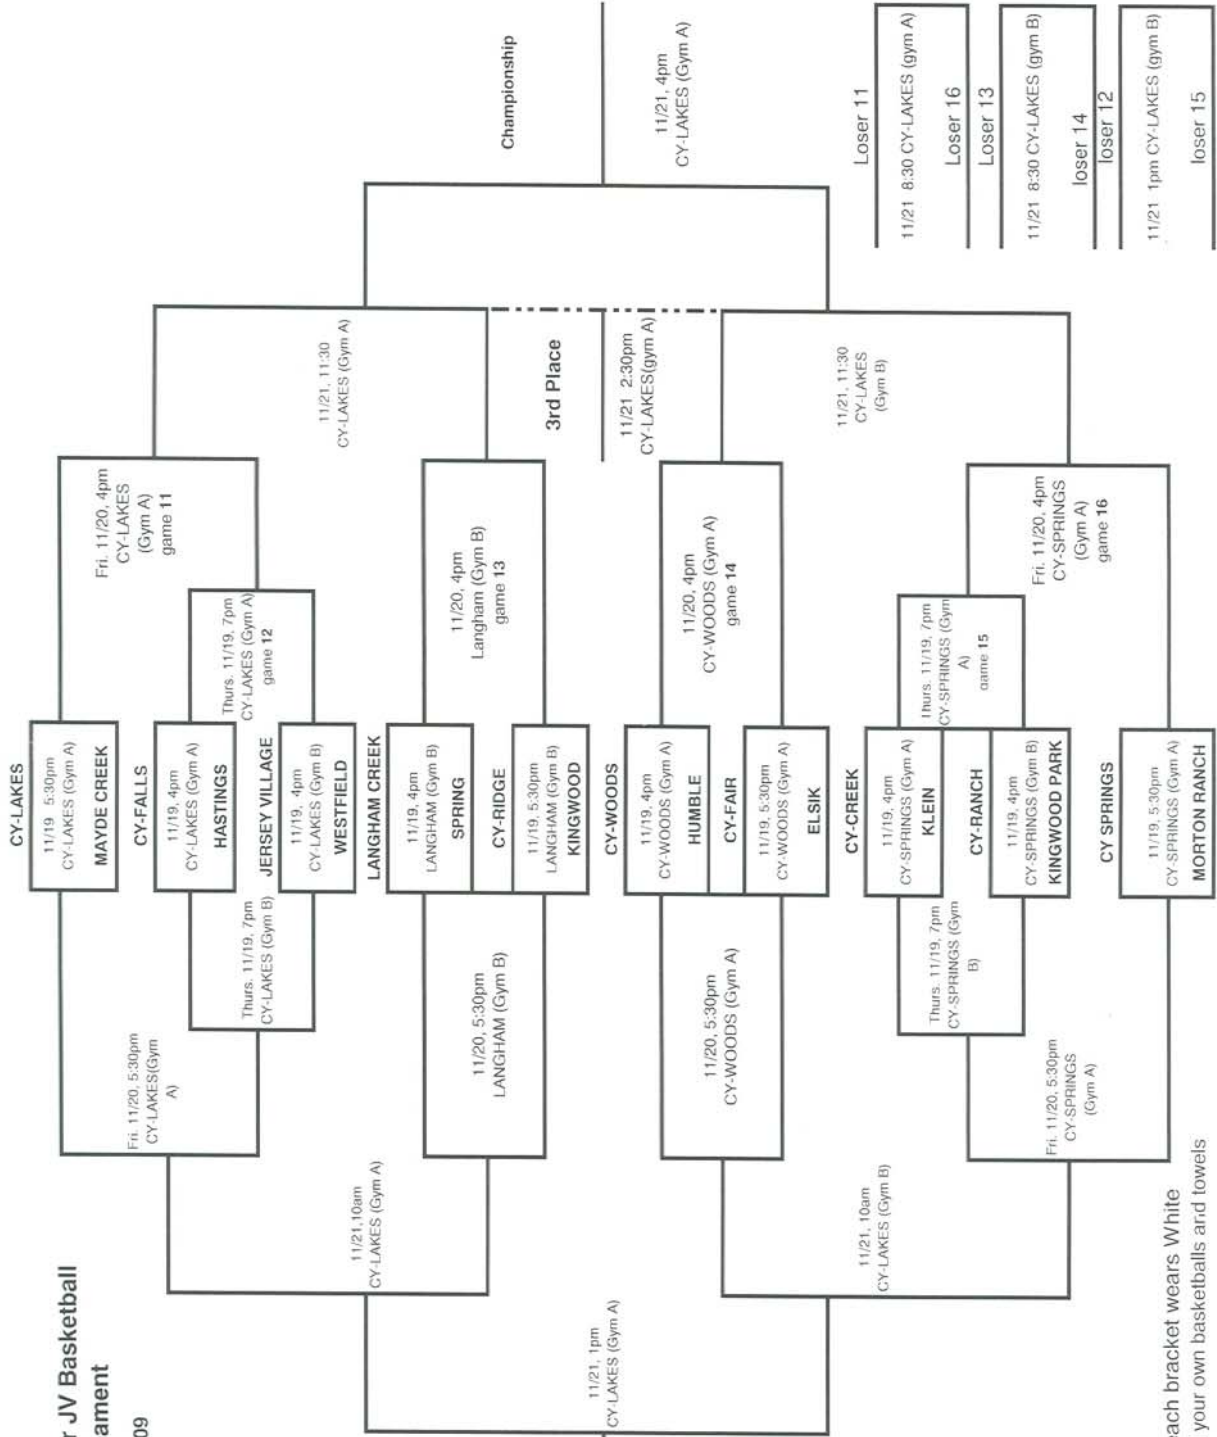 r JV Basketball
ament
09
CY-LAKES
11/19 5:30pm
CY-LAKES (Gym A)
MAYDE CREEK
CY-FALLS
11/19, 4pm
CY-LAKES (Gym A)
HASTINGS
JERSEY VILLAGE
11/19, 4pm
CY-LAKES (Gym B)
WESTFIELD
LANGHAM CREEK
11/19, 4pm
LANGHAM (Gym B)
SPRING
CY-RIDGE
11/19, 5:30pm
LANGHAM (Gym B)
KINGWOOD
CY-WOODS
11/19, 4pm
CY-WOODS (Gym A)
HUMBLE
CY-FAIR
11/19, 5:30pm
CY-WOODS (Gym A)
ELSIK
CY-CREEK
11/19, 4pm
CY-SPRINGS (Gym A)
KLEIN
CY-RANCH
11/19, 4pm
CY-SPRINGS (Gym B)
KINGWOOD PARK
CY SPRINGS
11/19, 5:30pm
CY-SPRINGS (Gym A)
MORTON RANCH
Thurs. 11/19, 7pm
CY-LAKES (Gym B)
Thurs. 11/19, 7pm
CY-SPRINGS (Gym
B)
Fri. 11/20, 5:30pm
CY-LAKES(Gym
A)
11/20, 5:30pm
LANGHAM (Gym B)
11/20, 5:30pm
CY-WOODS (Gym A)
Fri. 11/20, 5:30pm
CY-SPRINGS
(Gym A)
11/21,10am
CY-LAKES (Gym A)
11/21, 10am
CY-LAKES (Gym B)
11/21, 1pm
CY-LAKES (Gym A)
Thurs. 11/19, 7pm
CY-LAKES (Gym A)
game 12
Thurs. 11/19, 7pm
CY-SPRINGS (Gym
A)
game 15
Fri. 11/20, 4pm
CY-LAKES
(Gym A)
game 11
11/20, 4pm
Langham (Gym B)
game 13
11/20, 4pm
CY-WOODS (Gym A)
game 14
Fri. 11/20, 4pm
CY-SPRINGS
(Gym A)
game 16
11/21, 11:30
CY-LAKES (Gym A)
3rd Place
11/21 2:30pm
CY-LAKES(gym A)
11/21, 11:30
CY-LAKES
(Gym B)
Championship
11/21, 4pm
CY-LAKES (Gym A)
Loser 11
11/21 8:30 CY-LAKES (gym A)
Loser 16
Loser 13
11/21 8:30 CY-LAKES (gym B)
loser 14
loser 12
11/21 1pm CY-LAKES (gym B)
loser 15
each bracket wears White
your own basketballs and towels